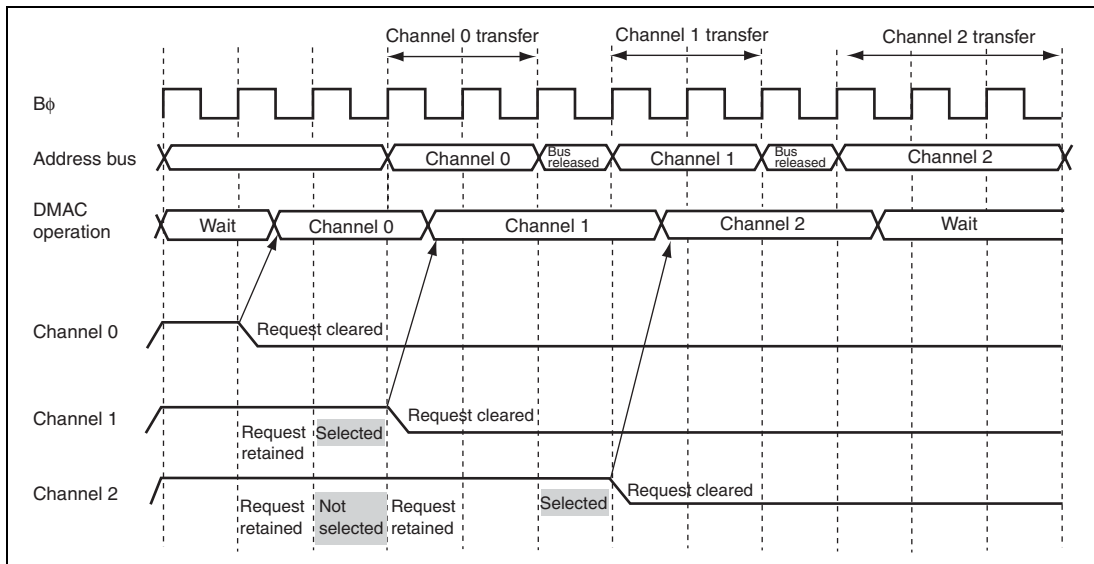 Channel 0 transfer Channel 1 transfer Channel 2 transfer
Bϕ
Address bus Channel 0 Bus released Channel 1 Bus released Channel 2
DMAC operation Wait Channel 0 Channel 1 Channel 2 Wait
Channel 0 Request cleared
Channel 1 Request cleared
Request retained Selected
Channel 2 Request cleared
Request retained Not selected Request retained Selected